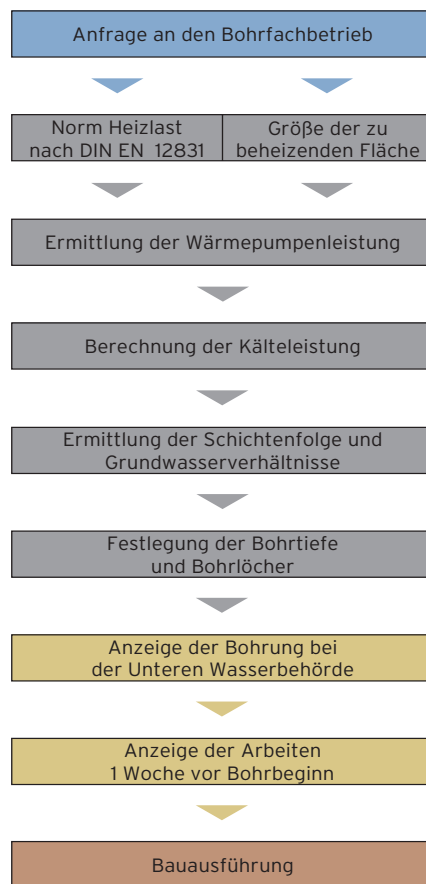 Anfrage an den Bohrfachbetrieb
Norm Heizlast
nach DIN EN 12831
Größe der zu
beheizenden Fläche
Ermittlung der Wärmepumpenleistung
Berechnung der Kälteleistung
Ermittlung der Schichtenfolge und
Grundwasserverhältnisse
Festlegung der Bohrtiefe
und Bohrlöcher
Anzeige der Bohrung bei
der Unteren Wasserbehörde
Anzeige der Arbeiten
1 Woche vor Bohrbeginn
Bauausführung